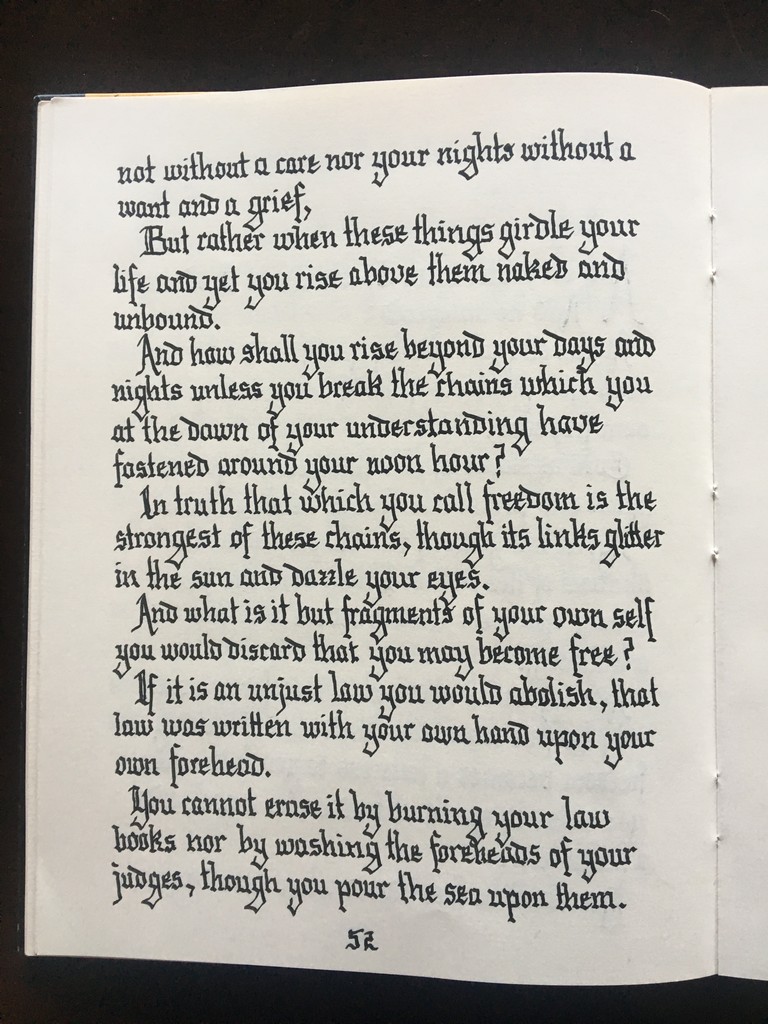 not without a care nor your nights without a
want and a grief,
But rather when these things girdle your
life and yet you rise above them naked and
unbound.
And how shall you rise beyond your days and
nights unless you break the chains which you
at the dawn of your understanding have
fastened around your noon hour?
In truth that which you call freedom is the
strongest of these chains, though its links glitter
in the sun and dazzle your eyes.
And what is it but fragments of your own self
you would discard that you may become free?
If it is an unjust law you would abolish, that
law was written with your own hand upon your
own forehead.
You cannot erase it by burning your law
books nor by washing the foreheads of your
judges, though you pour the sea upon them.
52